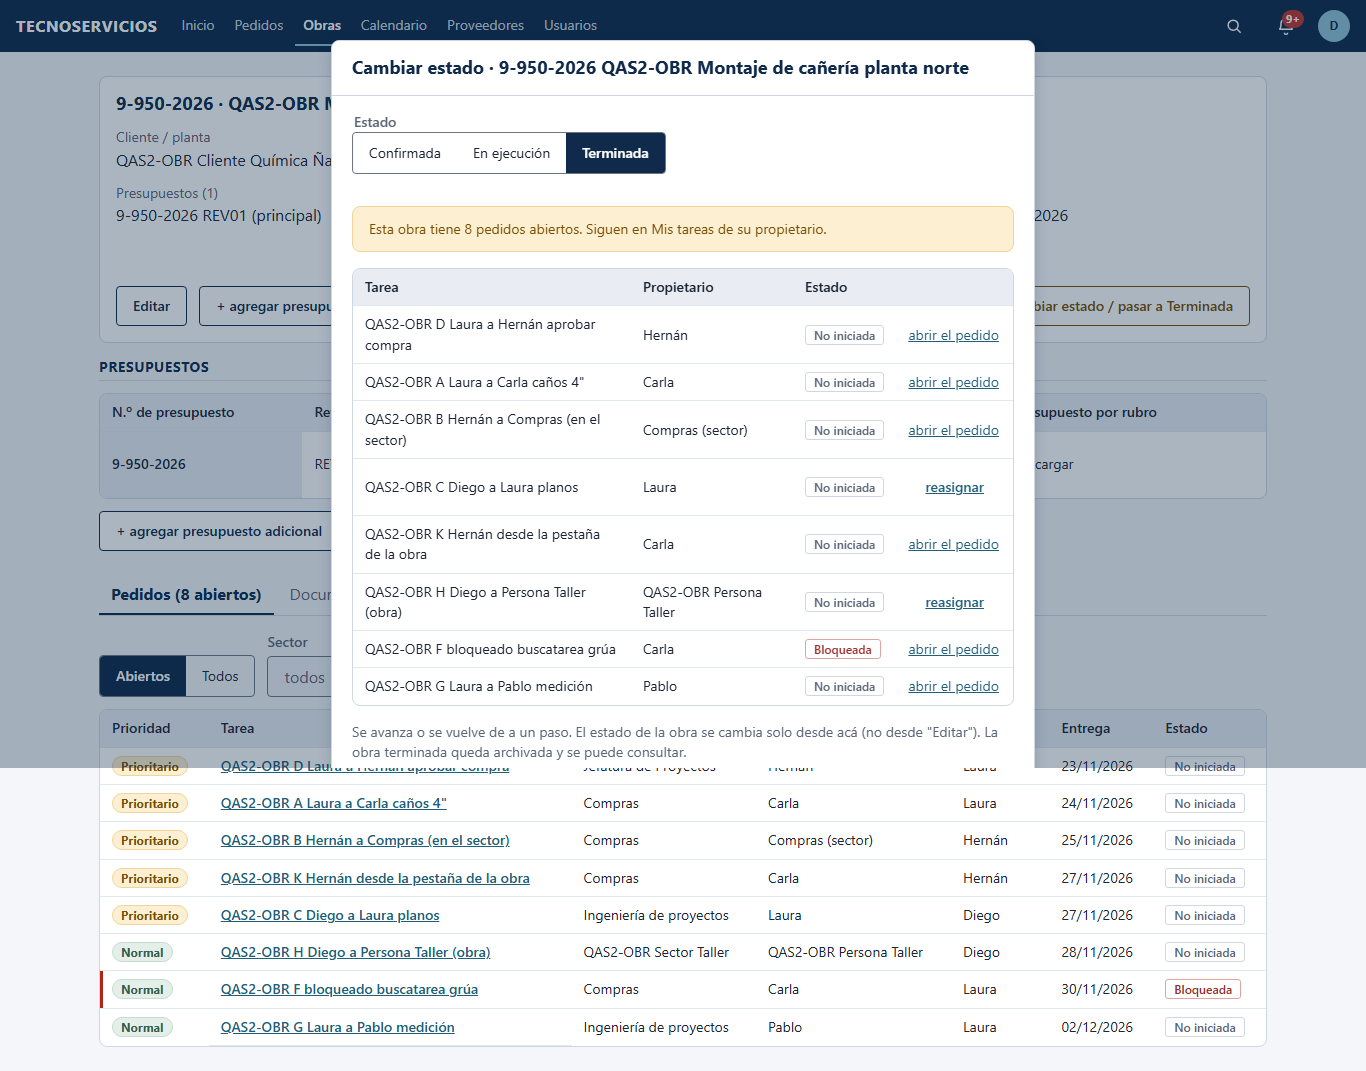 TECNOSERVICIOS Inicio Pedidos Obras Calendario Proveedores Usuarios 9+ D
Cambiar estado · 9-950-2026 QAS2-OBR Montaje de cañería planta norte
Estado
Confirmada En ejecución Terminada
Esta obra tiene 8 pedidos abiertos. Siguen en Mis tareas de su propietario.
Tarea Propietario Estado
QAS2-OBR D Laura a Hernán aprobar
compra
Hernán No iniciada abrir el pedido
QAS2-OBR A Laura a Carla caños 4" Carla No iniciada abrir el pedido
QAS2-OBR B Hernán a Compras (en el
sector)
Compras (sector) No iniciada abrir el pedido
QAS2-OBR C Diego a Laura planos Laura No iniciada reasignar
QAS2-OBR K Hernán desde la pestaña
de la obra
Carla No iniciada abrir el pedido
QAS2-OBR H Diego a Persona Taller
(obra)
QAS2-OBR Persona
Taller
No iniciada reasignar
QAS2-OBR F bloqueado buscatarea grúa Carla Bloqueada abrir el pedido
QAS2-OBR G Laura a Pablo medición Pablo No iniciada abrir el pedido
Se avanza o se vuelve de a un paso. El estado de la obra se cambia solo desde acá (no desde "Editar"). La
obra terminada queda archivada y se puede consultar.
9-950-2026 · QAS2-OBR
Cliente / planta
QAS2-OBR Cliente Química
Presupuestos (1)
9-950-2026 REV01 (principal)
2026
Editar + agregar estado / pasar a Terminada
PRESUPUESTOS
N.º de presupuesto por rubro
9-950-2026
+ agregar presupuesto adicional
Pedidos (8 abiertos)
Sector
Abiertos Todos todos
Prioridad Tarea Entrega Estado
Prioritario QAS2-OBR D Laura a Hernán aprobar compra Jefatura de Proyectos Hernán Laura 23/11/2026 No iniciada
Prioritario QAS2-OBR A Laura a Carla caños 4" Compras Carla Laura 24/11/2026 No iniciada
Prioritario QAS2-OBR B Hernán a Compras (en el sector) Compras Compras (sector) Hernán 25/11/2026 No iniciada
Prioritario QAS2-OBR K Hernán desde la pestaña de la obra Compras Carla Hernán 27/11/2026 No iniciada
Prioritario QAS2-OBR C Diego a Laura planos Ingeniería de proyectos Laura Diego 27/11/2026 No iniciada
Normal QAS2-OBR H Diego a Persona Taller (obra) QAS2-OBR Sector Taller QAS2-OBR Persona Taller Diego 28/11/2026 No iniciada
Normal QAS2-OBR F bloqueado buscatarea grúa Compras Carla Laura 30/11/2026 Bloqueada
Normal QAS2-OBR G Laura a Pablo medición Ingeniería de proyectos Pablo Laura 02/12/2026 No iniciada